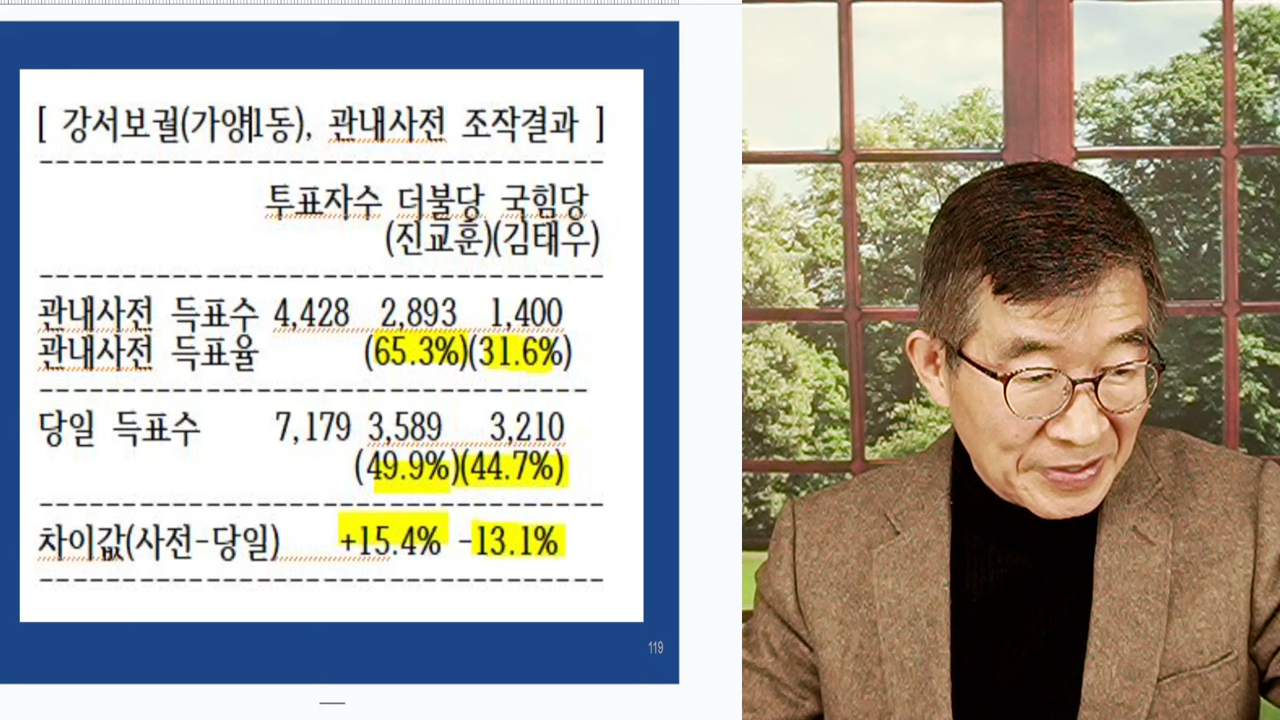 [ 강서보궐(가양1동), 관내사전 조작결과 ]
투표자수 더불당 국힘당
(진교훈)(김태우)
관내사전 득표수 4,428 2,893 1,400
관내사전 득표율 (65.3%)(31.6%)
당일 득표수 7,179 3,589 3,210
(49.9%)(44.7%)
차이값(사전-당일) +15.4% -13.1%
119